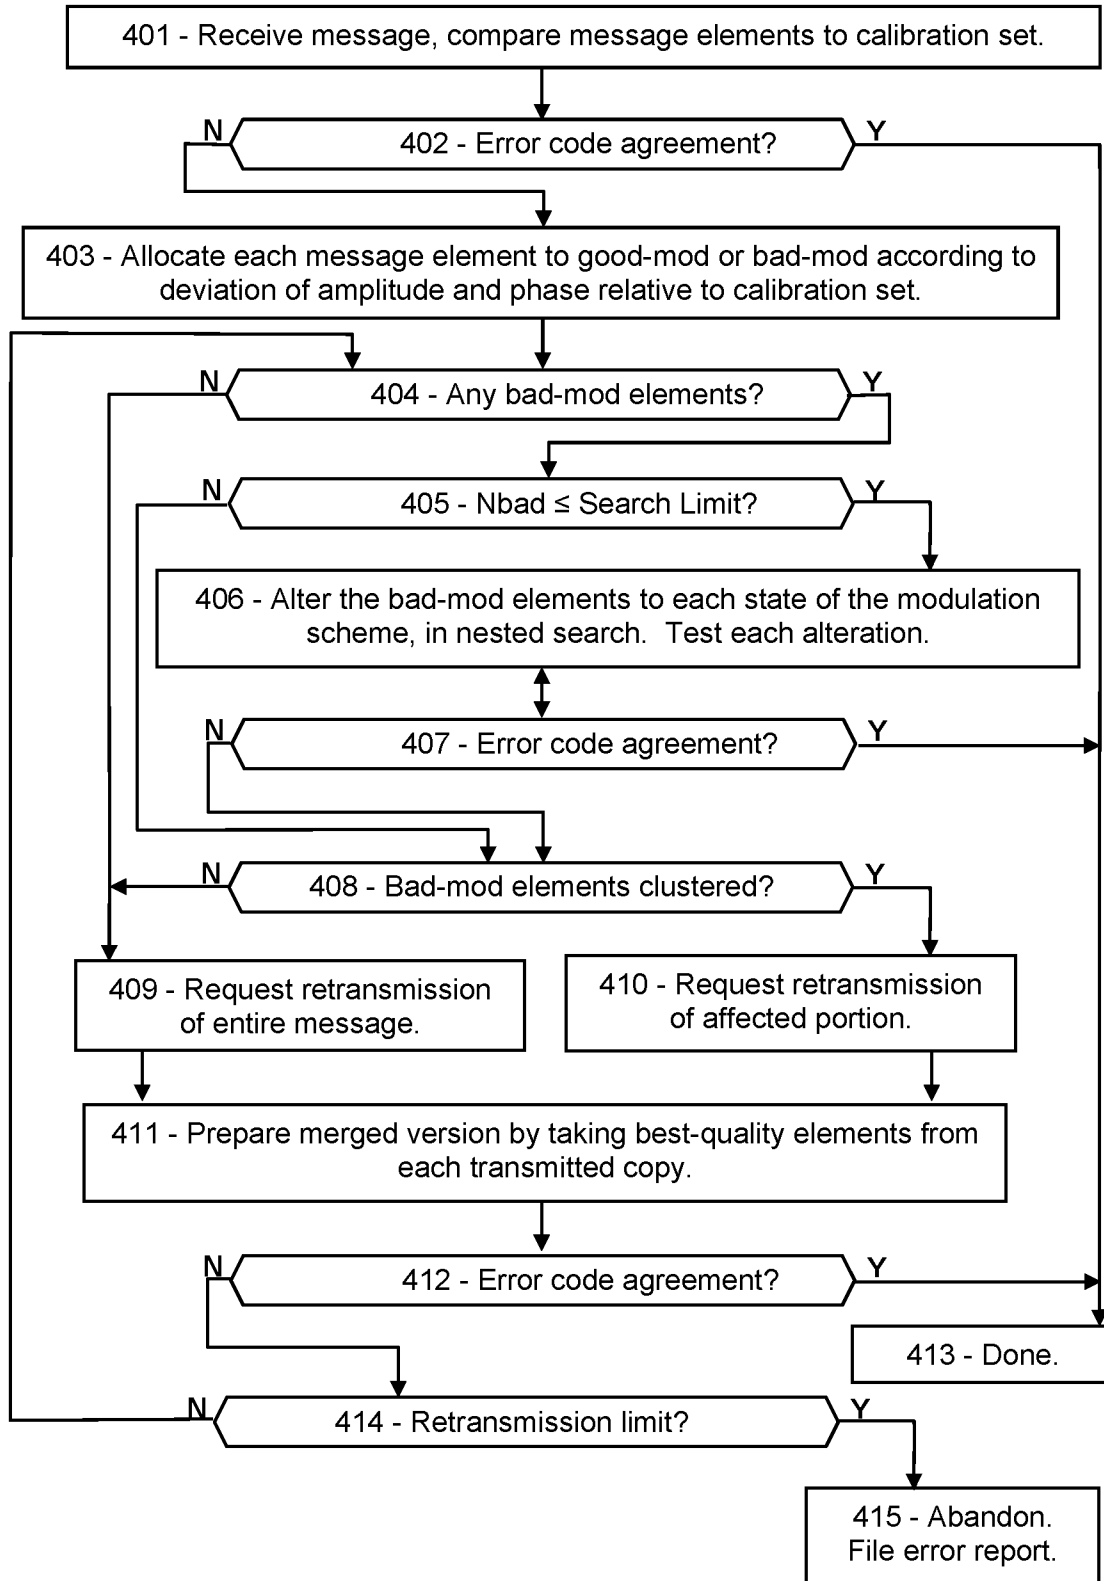 401 - Receive message, compare message elements to calibration set.
N
Y
402 - Error code agreement?
403 - Allocate each message element to good-mod or bad-mod according to
deviation of amplitude and phase relative to calibration set.
N
Y
404 - Any bad-mod elements?
N
Y
405 - Nbad ≤ Search Limit?
406 - Alter the bad-mod elements to each state of the modulation
scheme, in nested search.  Test each alteration.
N
Y
407 - Error code agreement?
N
Y
408 - Bad-mod elements clustered?
409 - Request retransmission
of entire message.
410 - Request retransmission
of affected portion.
411 - Prepare merged version by taking best-quality elements from
each transmitted copy.
N
Y
412 - Error code agreement?
413 - Done.
N
Y
414 - Retransmission limit?
415 - Abandon.
File error report.